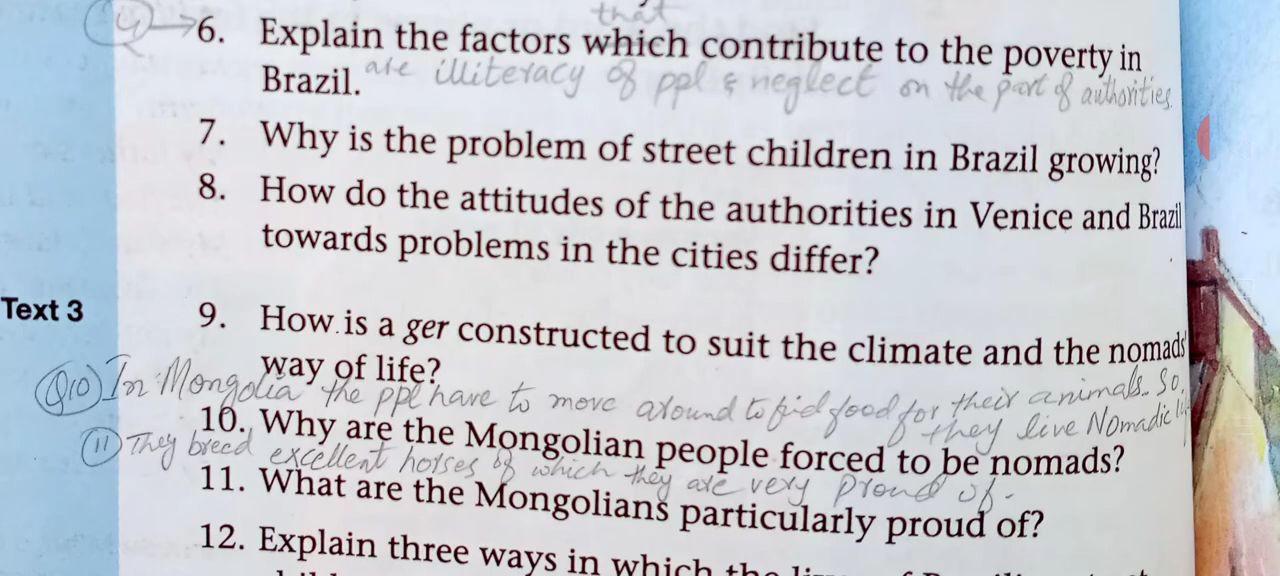 that
6. Explain the factors which contribute to the poverty in
Brazil. are illiteracy of ppl & neglect on the part of authorities
7. Why is the problem of street children in Brazil growing?
8. How do the attitudes of the authorities in Venice and Brazil
towards problems in the cities differ?
Text 3
9. How is a ger constructed to suit the climate and the nomads'
way of life?
Q10) In Mongolia the ppl have to move around to fid food for their animals. So,
they live Nomadic
10. Why are the Mongolian people forced to be nomads?
11) They breed excellent horses of which they are very proud of.
11. What are the Mongolians particularly proud of?
12. Explain three ways in which the